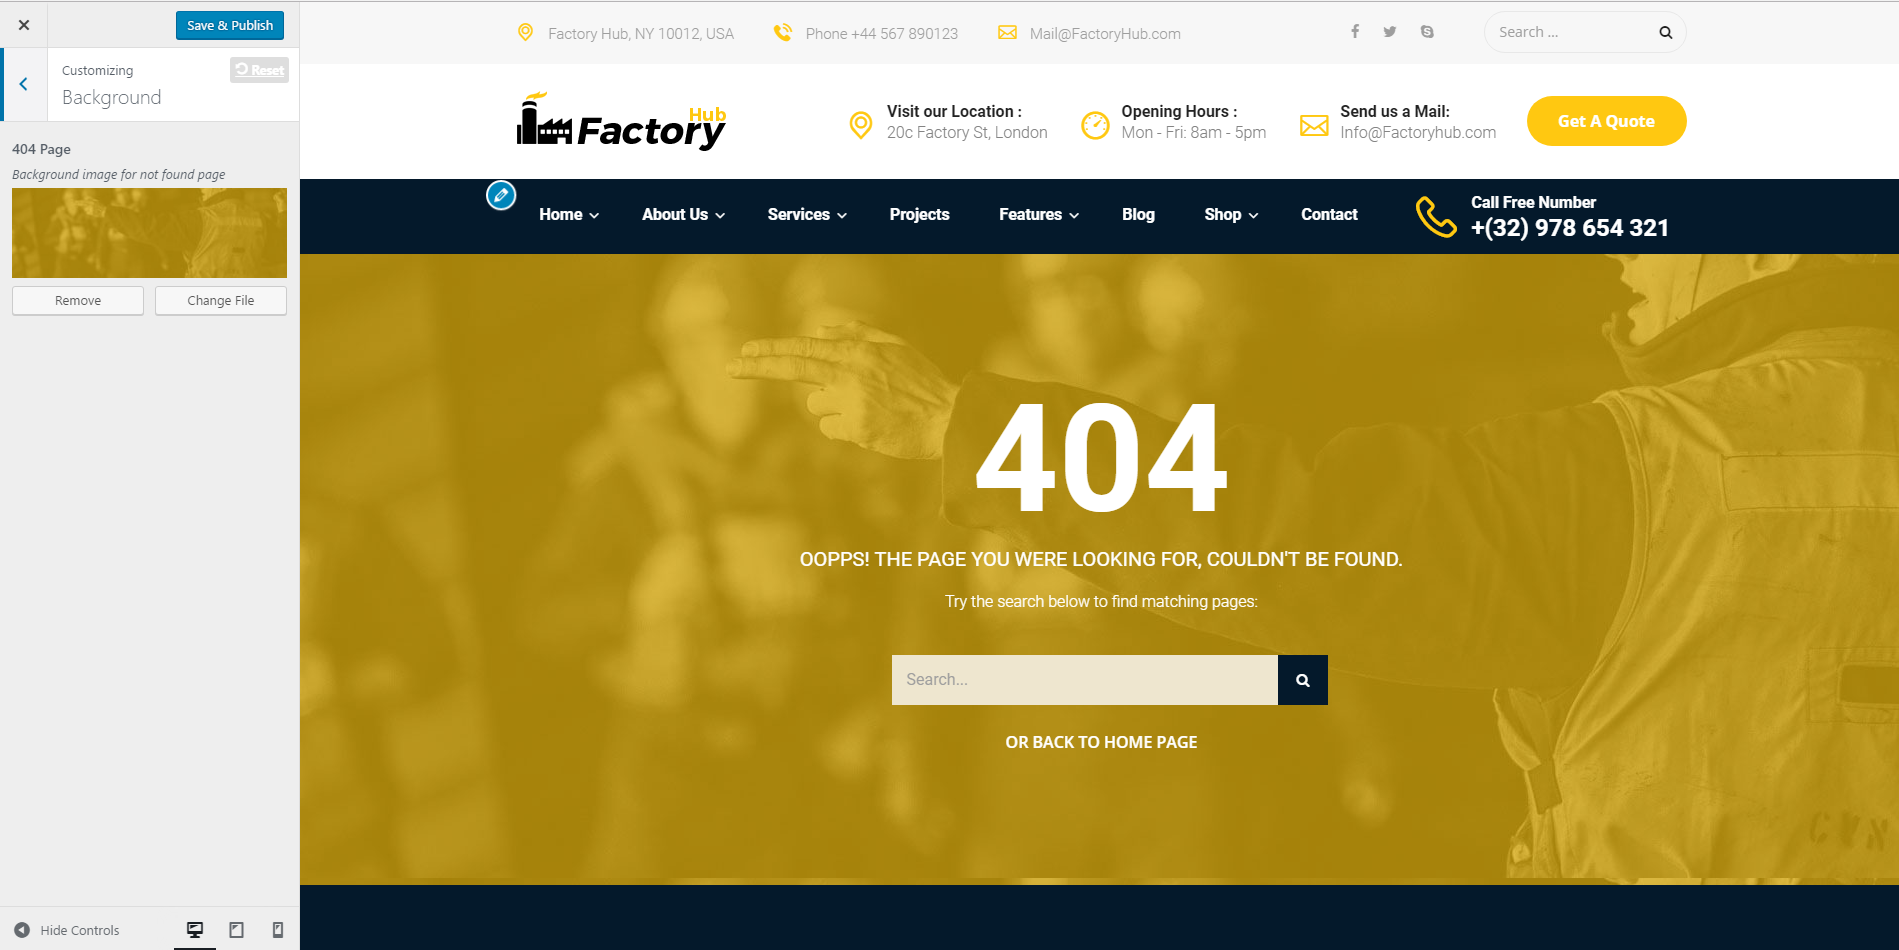 Save & Publish
Customizing
Reset
Background
404 Page
Background image for not found page
Remove
Change File
Hide Controls
Factory Hub, NY 10012, USA
Phone +44 567 890123
Mail@FactoryHub.com
Search ...
Hub
Factory
Visit our Location :
20c Factory St, London
Opening Hours :
Mon - Fri: 8am - 5pm
Send us a Mail:
Info@Factoryhub.com
Get A Quote
Home
About Us
Services
Projects
Features
Blog
Shop
Contact
Call Free Number
+(32) 978 654 321
404
OOPPS! THE PAGE YOU WERE LOOKING FOR, COULDN'T BE FOUND.
Try the search below to find matching pages:
Search...
OR BACK TO HOME PAGE